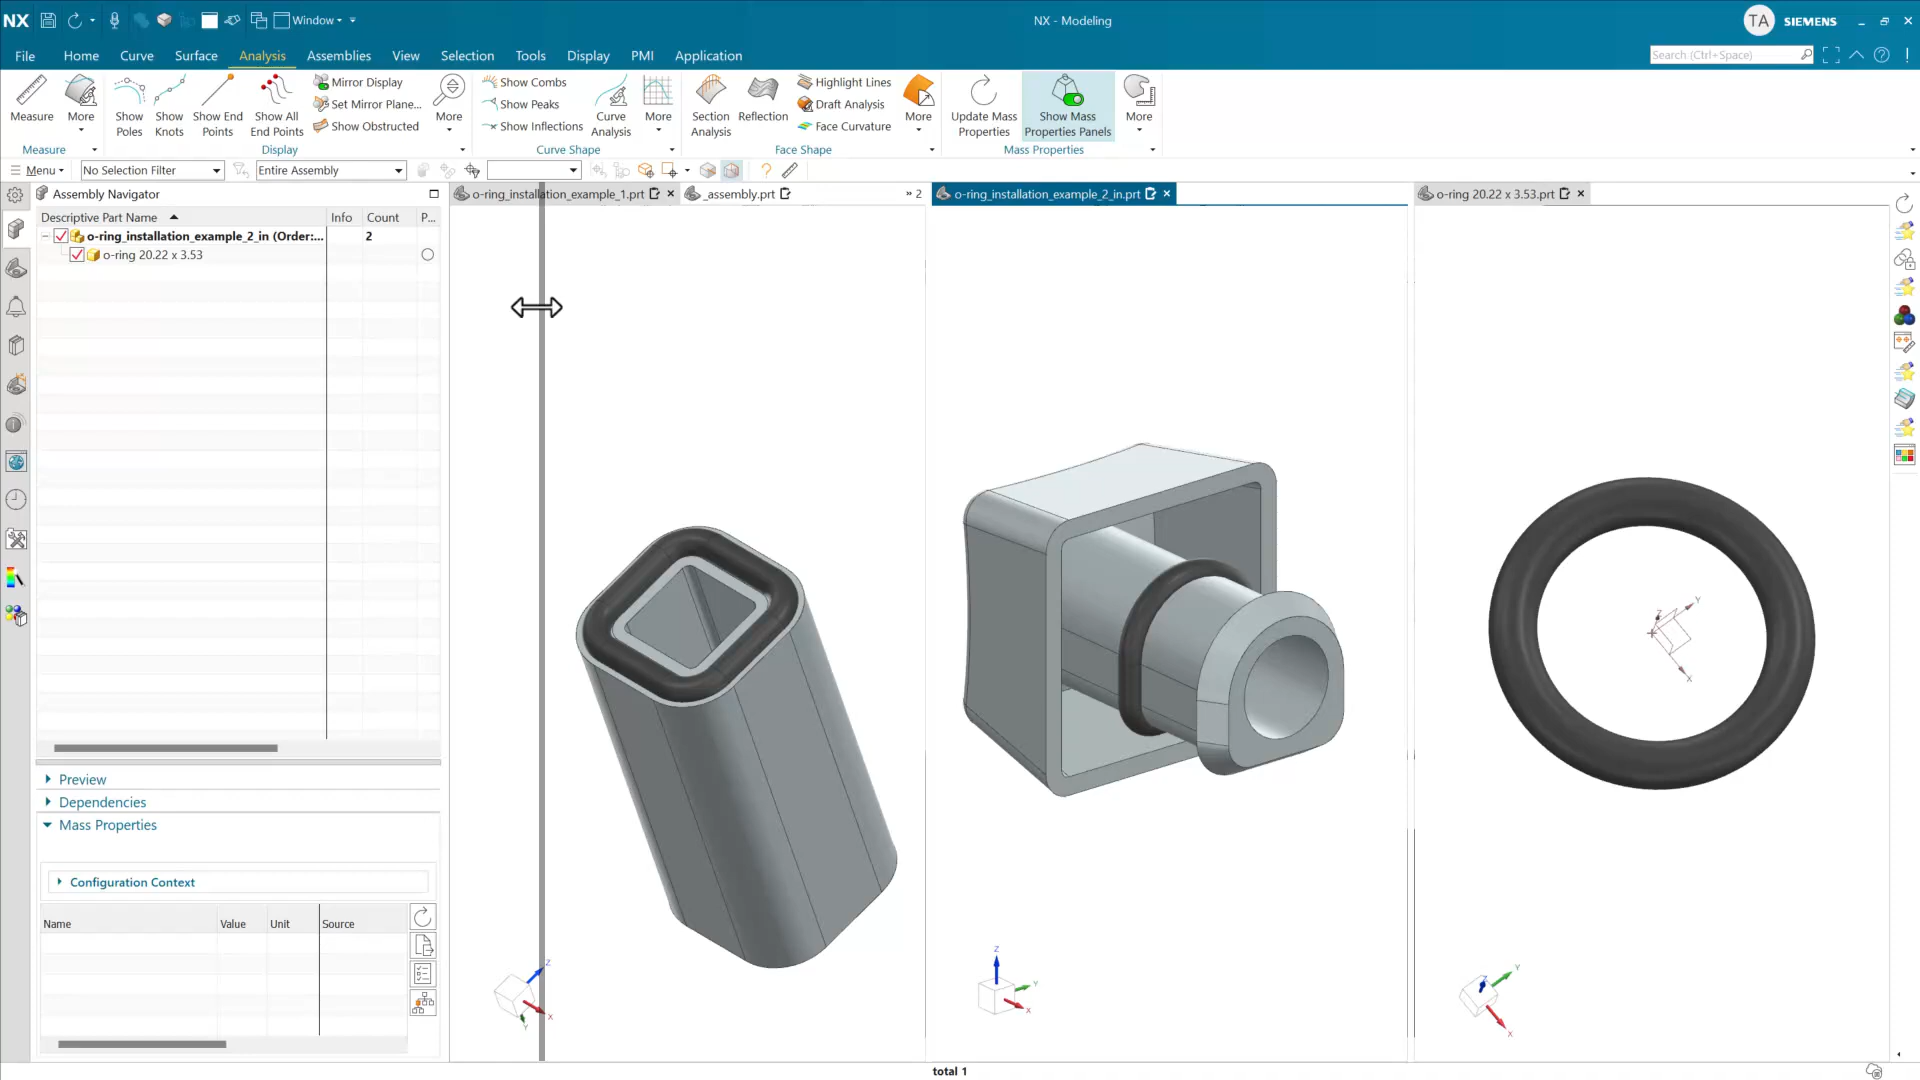 NX
Window
NX - Modeling
TA
SIEMENS
File
Home
Curve
Surface
Analysis
Assemblies
View
Selection
Tools
Display
PMI
Application
Search (Ctrl+Space)
Measure
More
Show
Poles
Show
Knots
Show End
Points
Show All
End Points
Mirror Display
Set Mirror Plane...
Show Obstructed
More
Show Combs
Show Peaks
Show Inflections
Curve
Analysis
More
Section
Analysis
Reflection
Highlight Lines
Draft Analysis
Face Curvature
More
Update Mass
Properties
Show Mass
Properties Panels
More
Measure
Display
Curve Shape
Face Shape
Mass Properties
Menu
No Selection Filter
Entire Assembly
Assembly Navigator
o-ring_installation_example_1.prt
_assembly.prt
» 2
o-ring_installation_example_2_in.prt
o-ring 20.22 x 3.53.prt
Descriptive Part Name
Info
Count
P...
o-ring_installation_example_2_in (Order:...
2
o-ring 20.22 x 3.53
Preview
Dependencies
Mass Properties
Configuration Context
Name
Value
Unit
Source
Z
X
Y
Z
Y
X
Z
Y
X
Z
Y
X
total 1